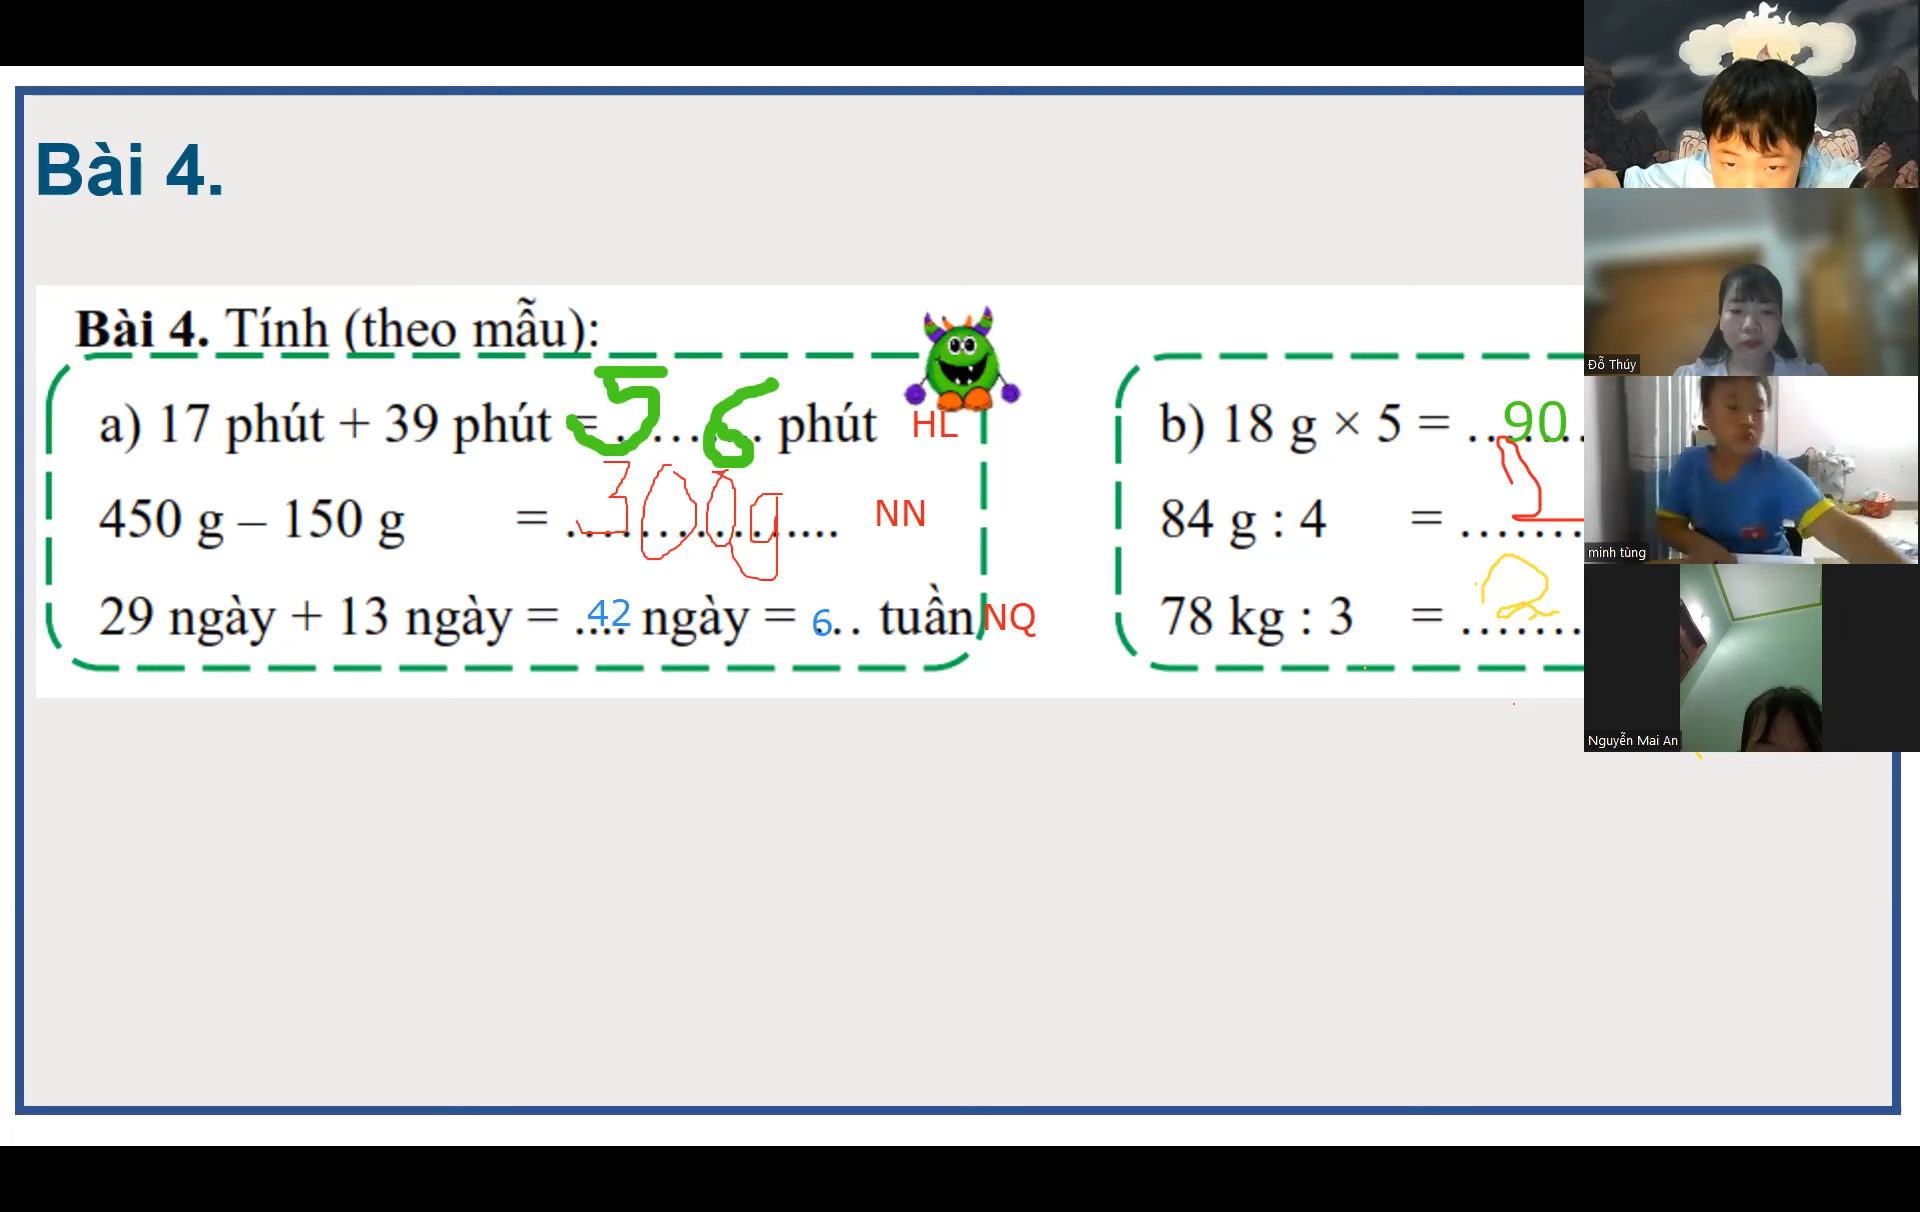 Bài 4.
Bài 4. Tính (theo mẫu):
a) 17 phút + 39 phút = 56 phút HL
450 g – 150 g = 300g NN
29 ngày + 13 ngày = 42 ngày = 6 tuần NQ
b) 18 g × 5 = 90
84 g : 4 = 2
78 kg : 3 = 2
Đỗ Thúy
minh tùng
Nguyễn Mai An